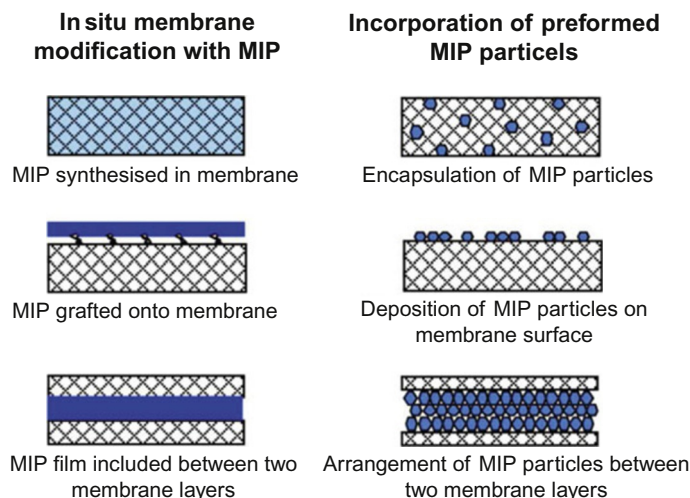 In situ membrane
modification with MIP
MIP synthesised in membrane
MIP grafted onto membrane
MIP film included between two
membrane layers
Incorporation of preformed
MIP particels
Encapsulation of MIP particles
Deposition of MIP particles on
membrane surface
Arrangement of MIP particles between
two membrane layers